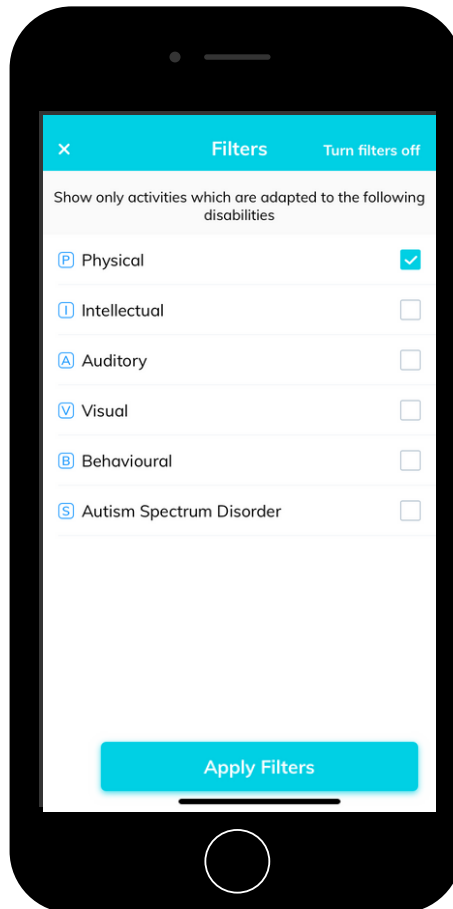 × Filters Turn filters off
Show only activities which are adapted to the following
disabilities
P Physical
I Intellectual
A Auditory
V Visual
B Behavioural
S Autism Spectrum Disorder
Apply Filters